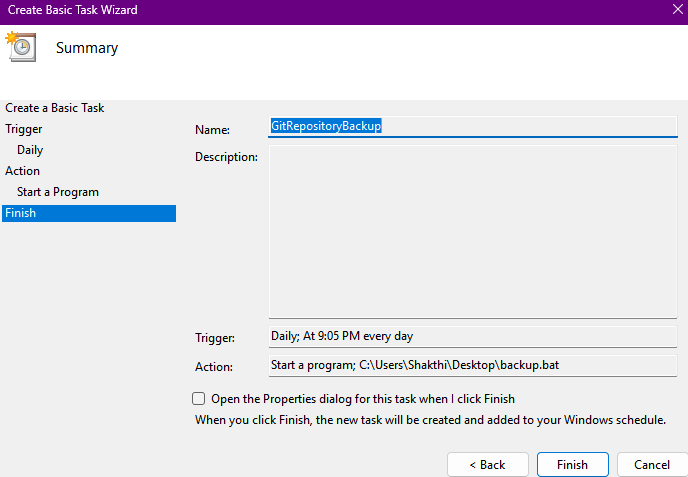 Create Basic Task Wizard
Summary
Create a Basic Task
Trigger
Daily
Action
Start a Program
Finish
Name: GitRepositoryBackup
Description:
Trigger: Daily; At 9:05 PM every day
Action: Start a program; C:\Users\Shakthi\Desktop\backup.bat
Open the Properties dialog for this task when I click Finish
When you click Finish, the new task will be created and added to your Windows schedule.
< Back Finish Cancel